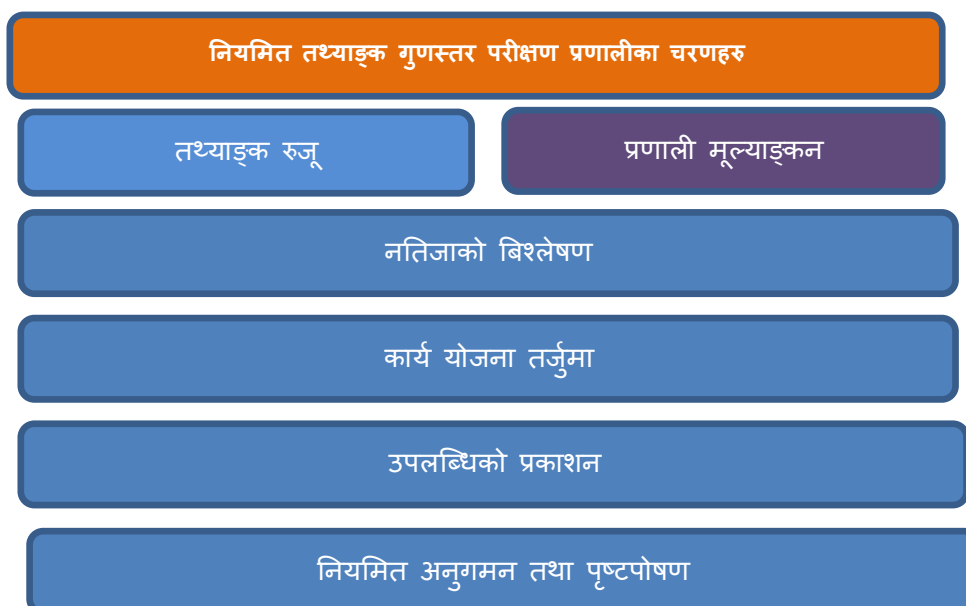 नियमित तथ्याङ्क गुणस्तर परीक्षण प्रणालीका चरणहरु
तथ्याङ्क रुजू
प्रणाली मूल्याङ्कन
नतिजाको बिश्लेषण
कार्य योजना तर्जुमा
उपलब्धिको प्रकाशन
नियमित अनुगमन तथा पृष्टपोषण